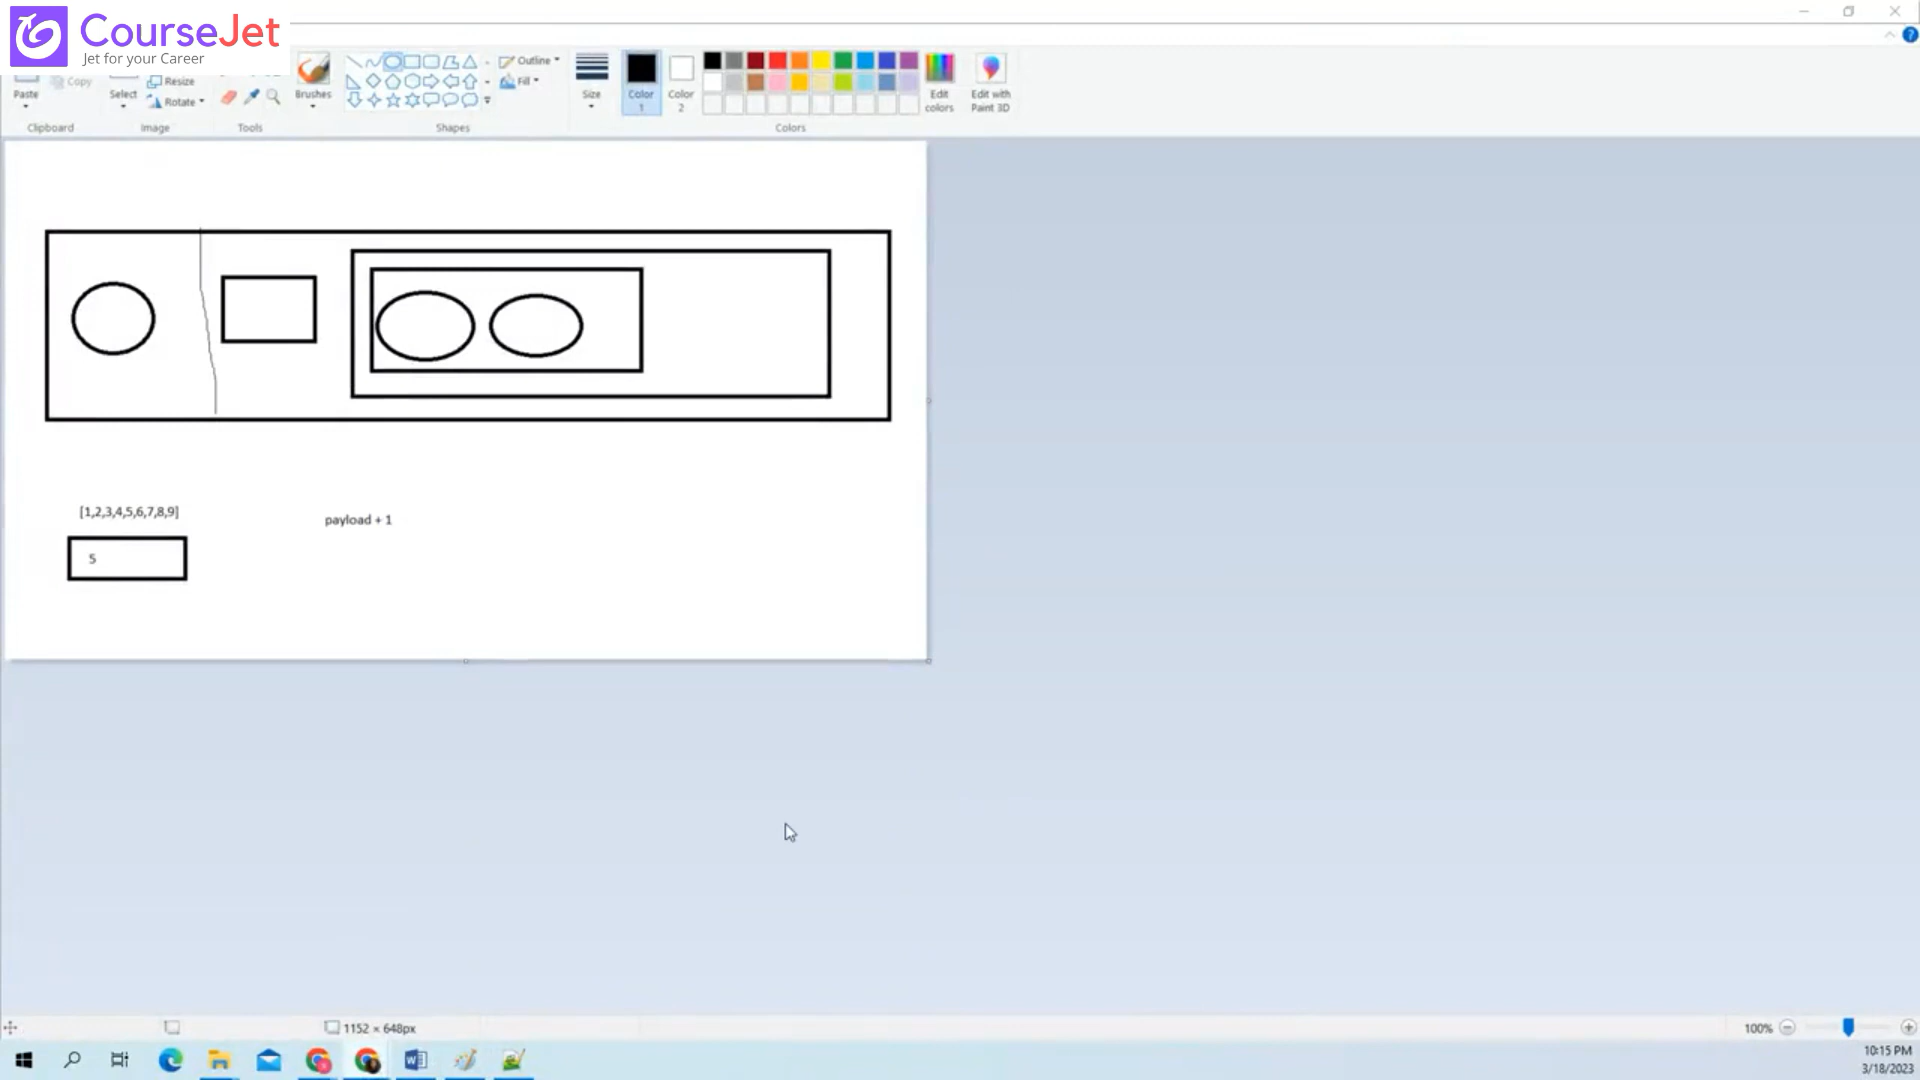 CourseJet
Jet for your Career
Paste
Copy
Select
Resize
Rotate
Brushes
Outline
Fill
Size
Color
1
Color
2
Edit
colors
Edit with
Paint 3D
Clipboard
Image
Tools
Shapes
Colors
[1,2,3,4,5,6,7,8,9]
payload + 1
5
1152 × 648px
100%
10:15 PM
3/18/2023